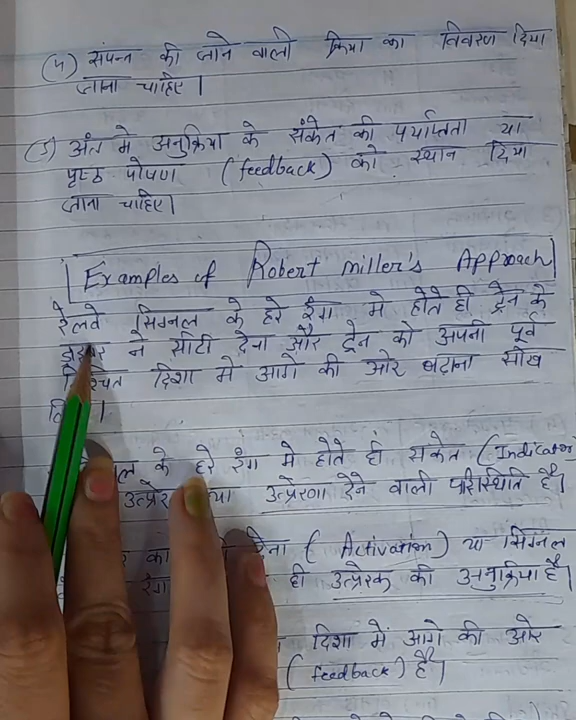 (4) संपन्न की जाने वाली क्रिया का विवरण दिया
जाना चाहिए।
(5) अंत मे अनुक्रिया के संकेत की पर्याप्तता या
पृष्ठ पोषण (feedback) को स्थान दिया
जाना चाहिए।
Examples of Robert miller's Approach
रेलवे सिग्नल के हरे रंग मे होते ही ट्रेन के
ने सीटी देना और ट्रेन को अपनी पूर्व
दिशा मे आगे की ओर बढ़ाना सीख
के हरे रंग मे होते ही संकेत (Indicator
उत्प्रेरणा देने वाली परिस्थिति है।
(Activation) या सिग्नल
ही उत्प्रेरक की अनुक्रिया है।
दिशा में आगे की ओर
(feedback) है।